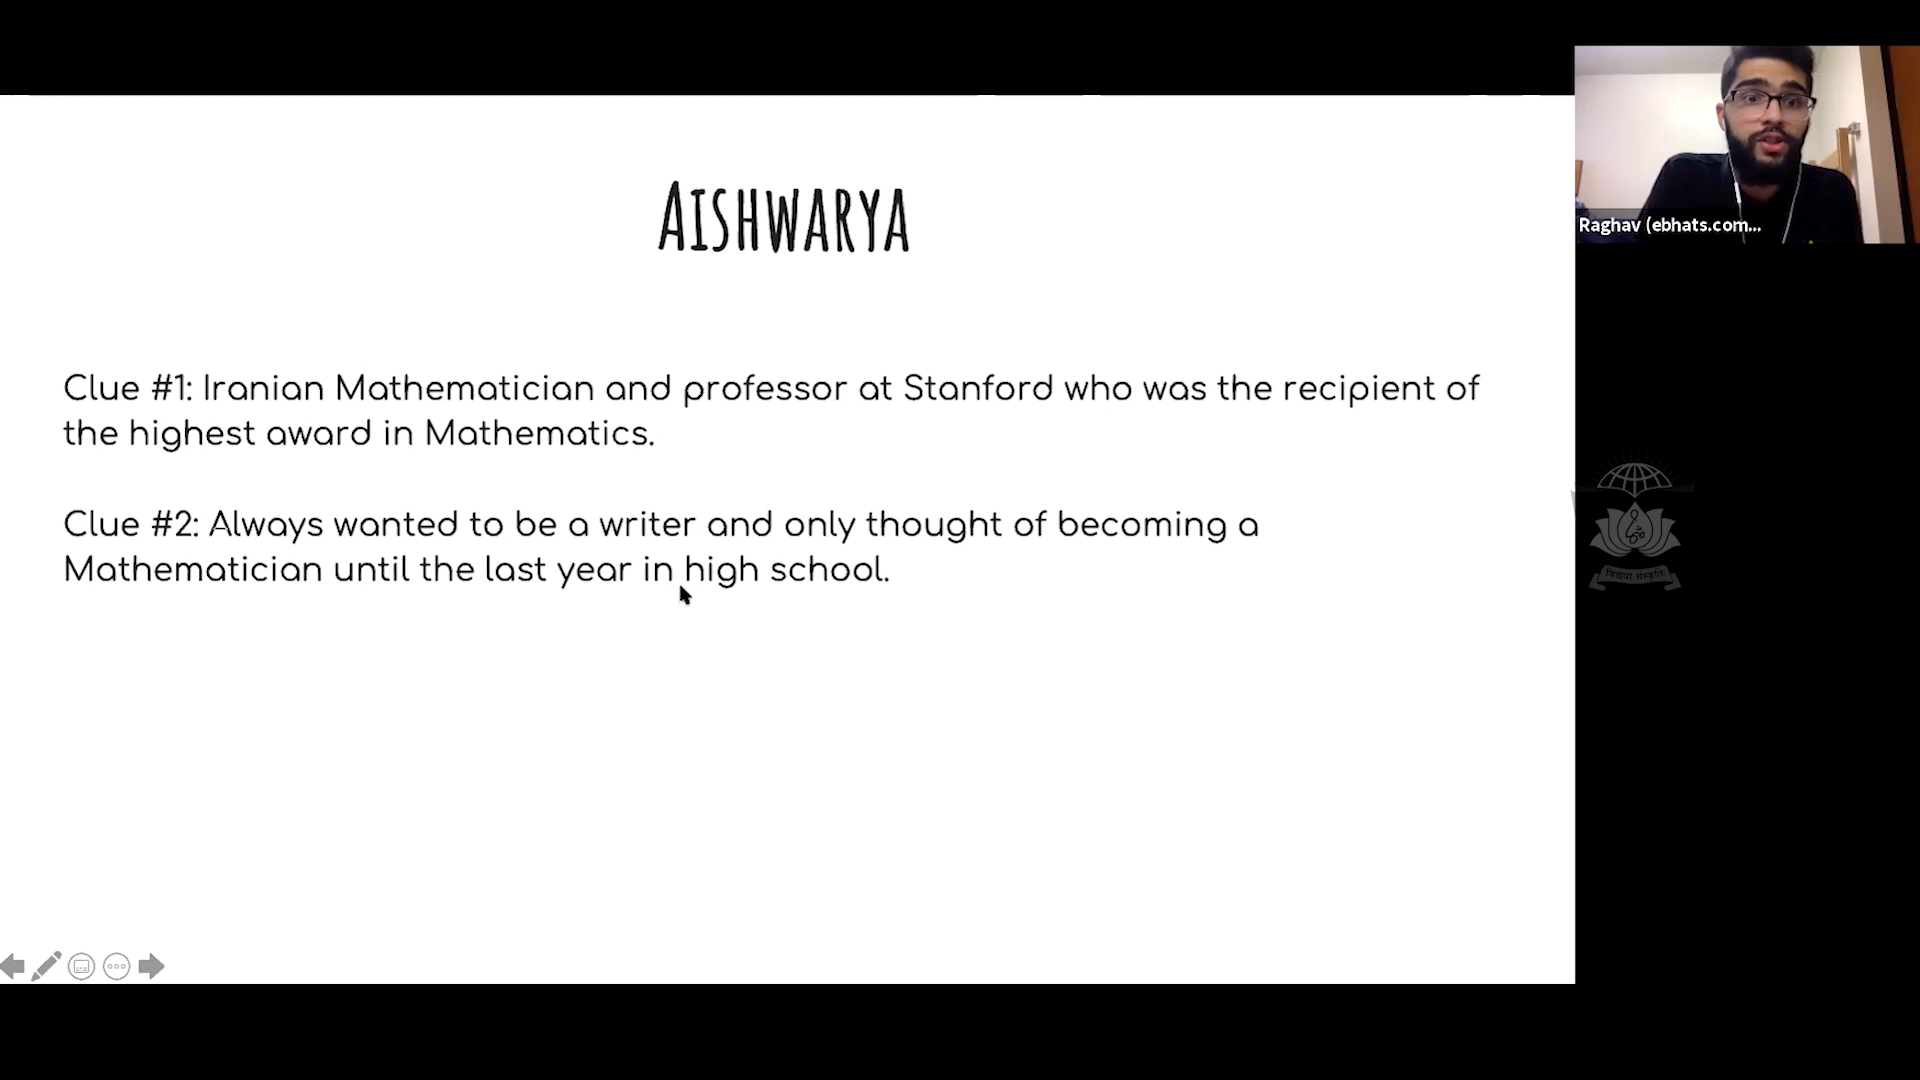 AISHWARYA
Clue #1: Iranian Mathematician and professor at Stanford who was the recipient of
the highest award in Mathematics.
Clue #2: Always wanted to be a writer and only thought of becoming a
Mathematician until the last year in high school.
Raghav (ebhats.com...
विद्यया संस्कृतिः